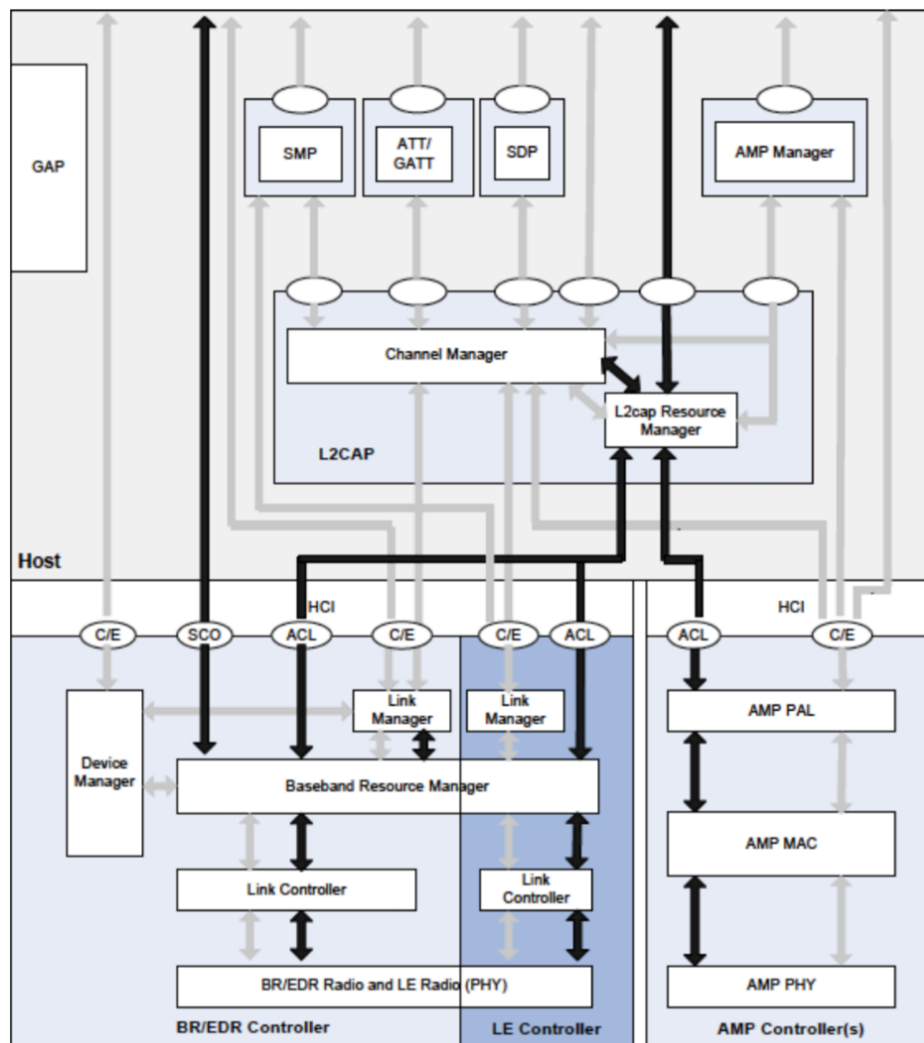 GAP
SMP
ATT/
GATT
SDP
AMP Manager
Channel Manager
L2cap Resource
Manager
L2CAP
Host
HCI
HCI
C/E
SCO
ACL
C/E
C/E
ACL
ACL
C/E
Device
Manager
Link
Manager
Link
Manager
AMP PAL
Baseband Resource Manager
AMP MAC
Link Controller
Link
Controller
BR/EDR Radio and LE Radio (PHY)
AMP PHY
BR/EDR Controller
LE Controller
AMP Controller(s)